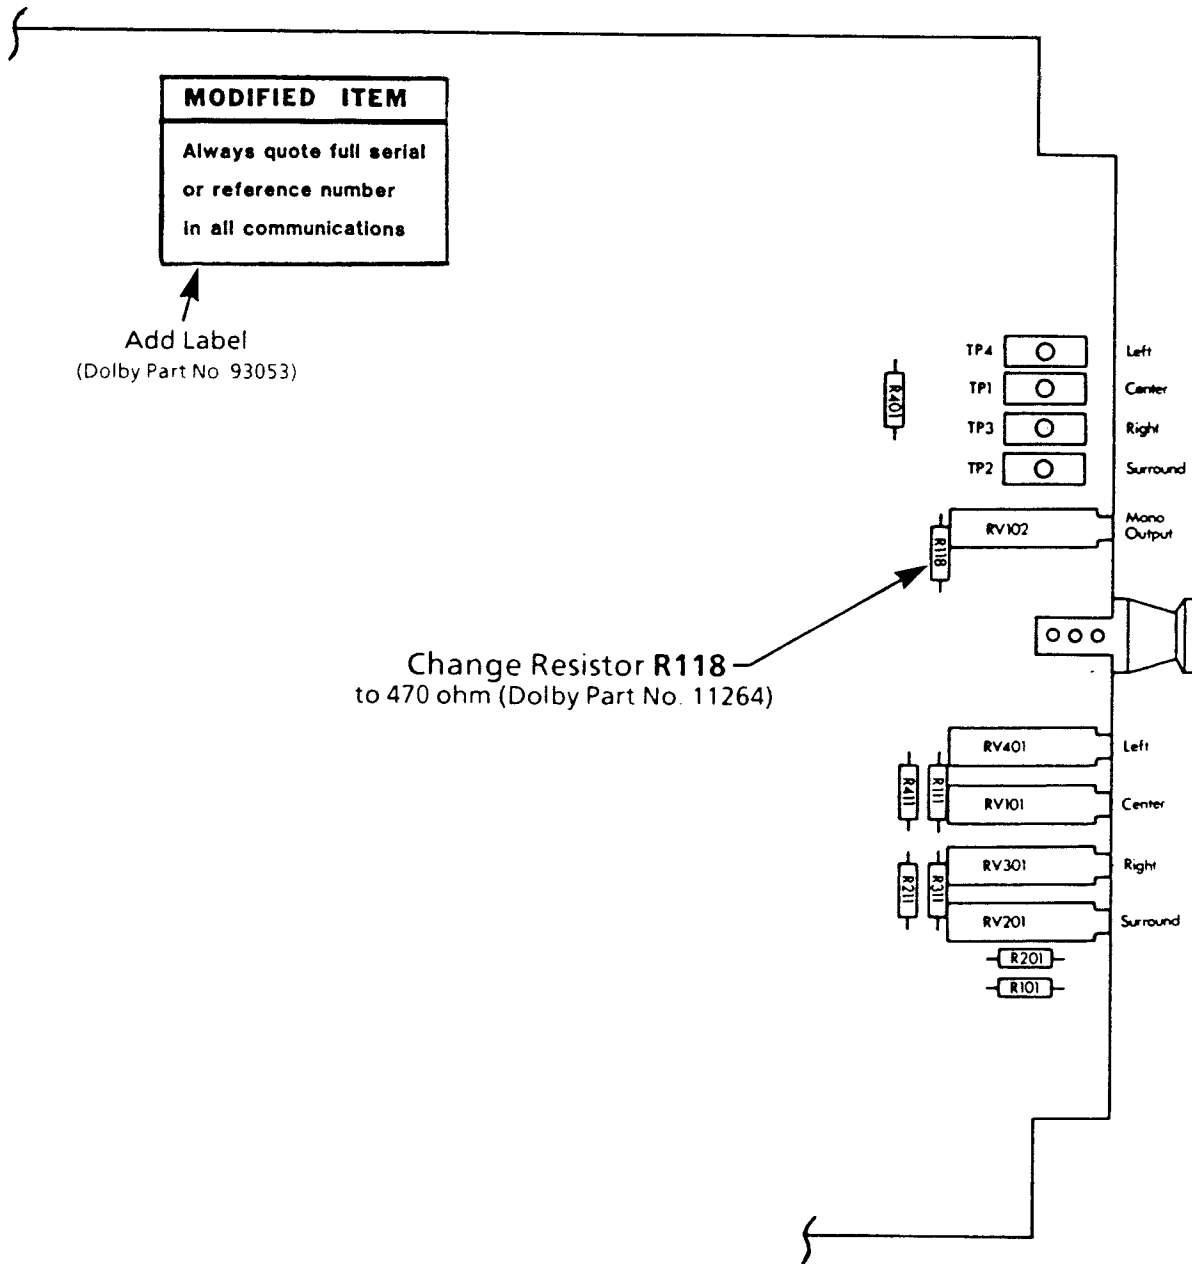 MODIFIED ITEM
Always quote full serial
or reference number
in all communications
Add Label
(Dolby Part No 93053)
TP4 Left
R401
TP1 Center
TP3 Right
TP2 Surround
RV102 Mono
Output
R118
Change Resistor R118
to 470 ohm (Dolby Part No. 11264)
RV401 Left
R411 R111
RV101 Center
RV301 Right
R211 R311
RV201 Surround
R201
R101